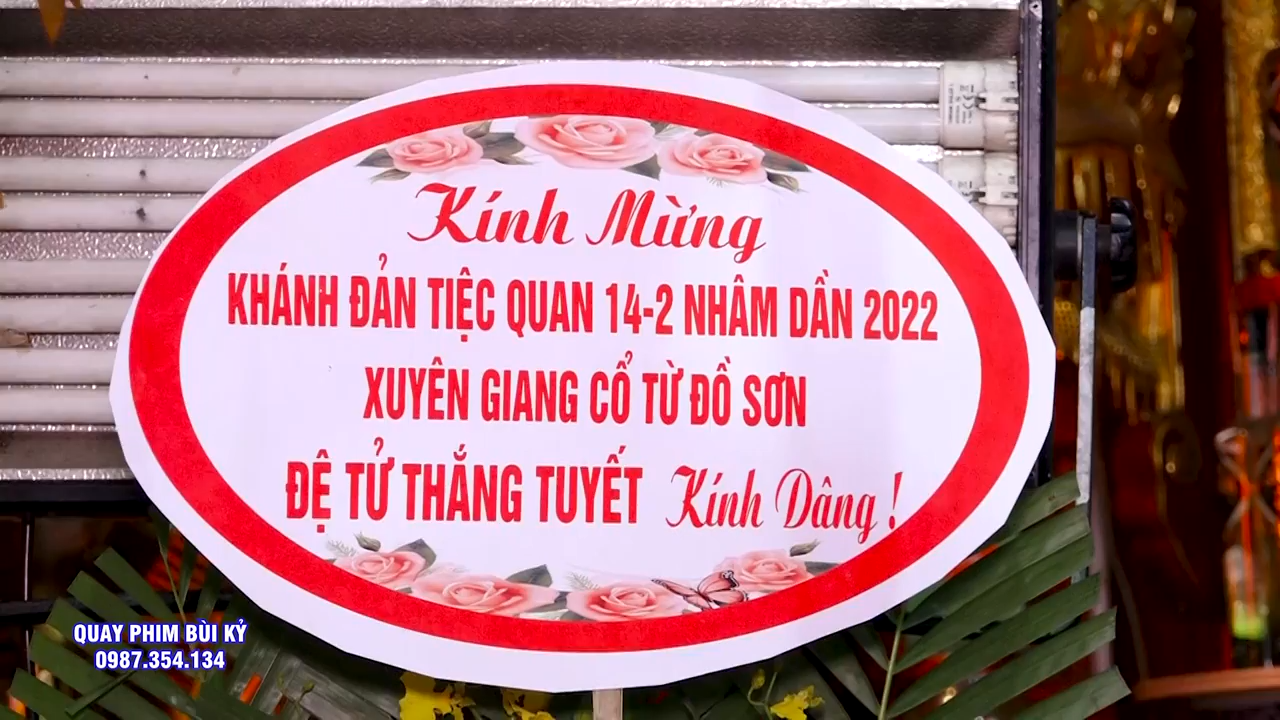 Kính Mừng
KHÁNH ĐẢN TIỆC QUAN 14-2 NHÂM DẦN 2022
XUYÊN GIANG CỔ TỪ ĐỒ SƠN
ĐỆ TỬ THẮNG TUYẾT Kính Dâng !
QUAY PHIM BÙI KỶ
0987.354.134